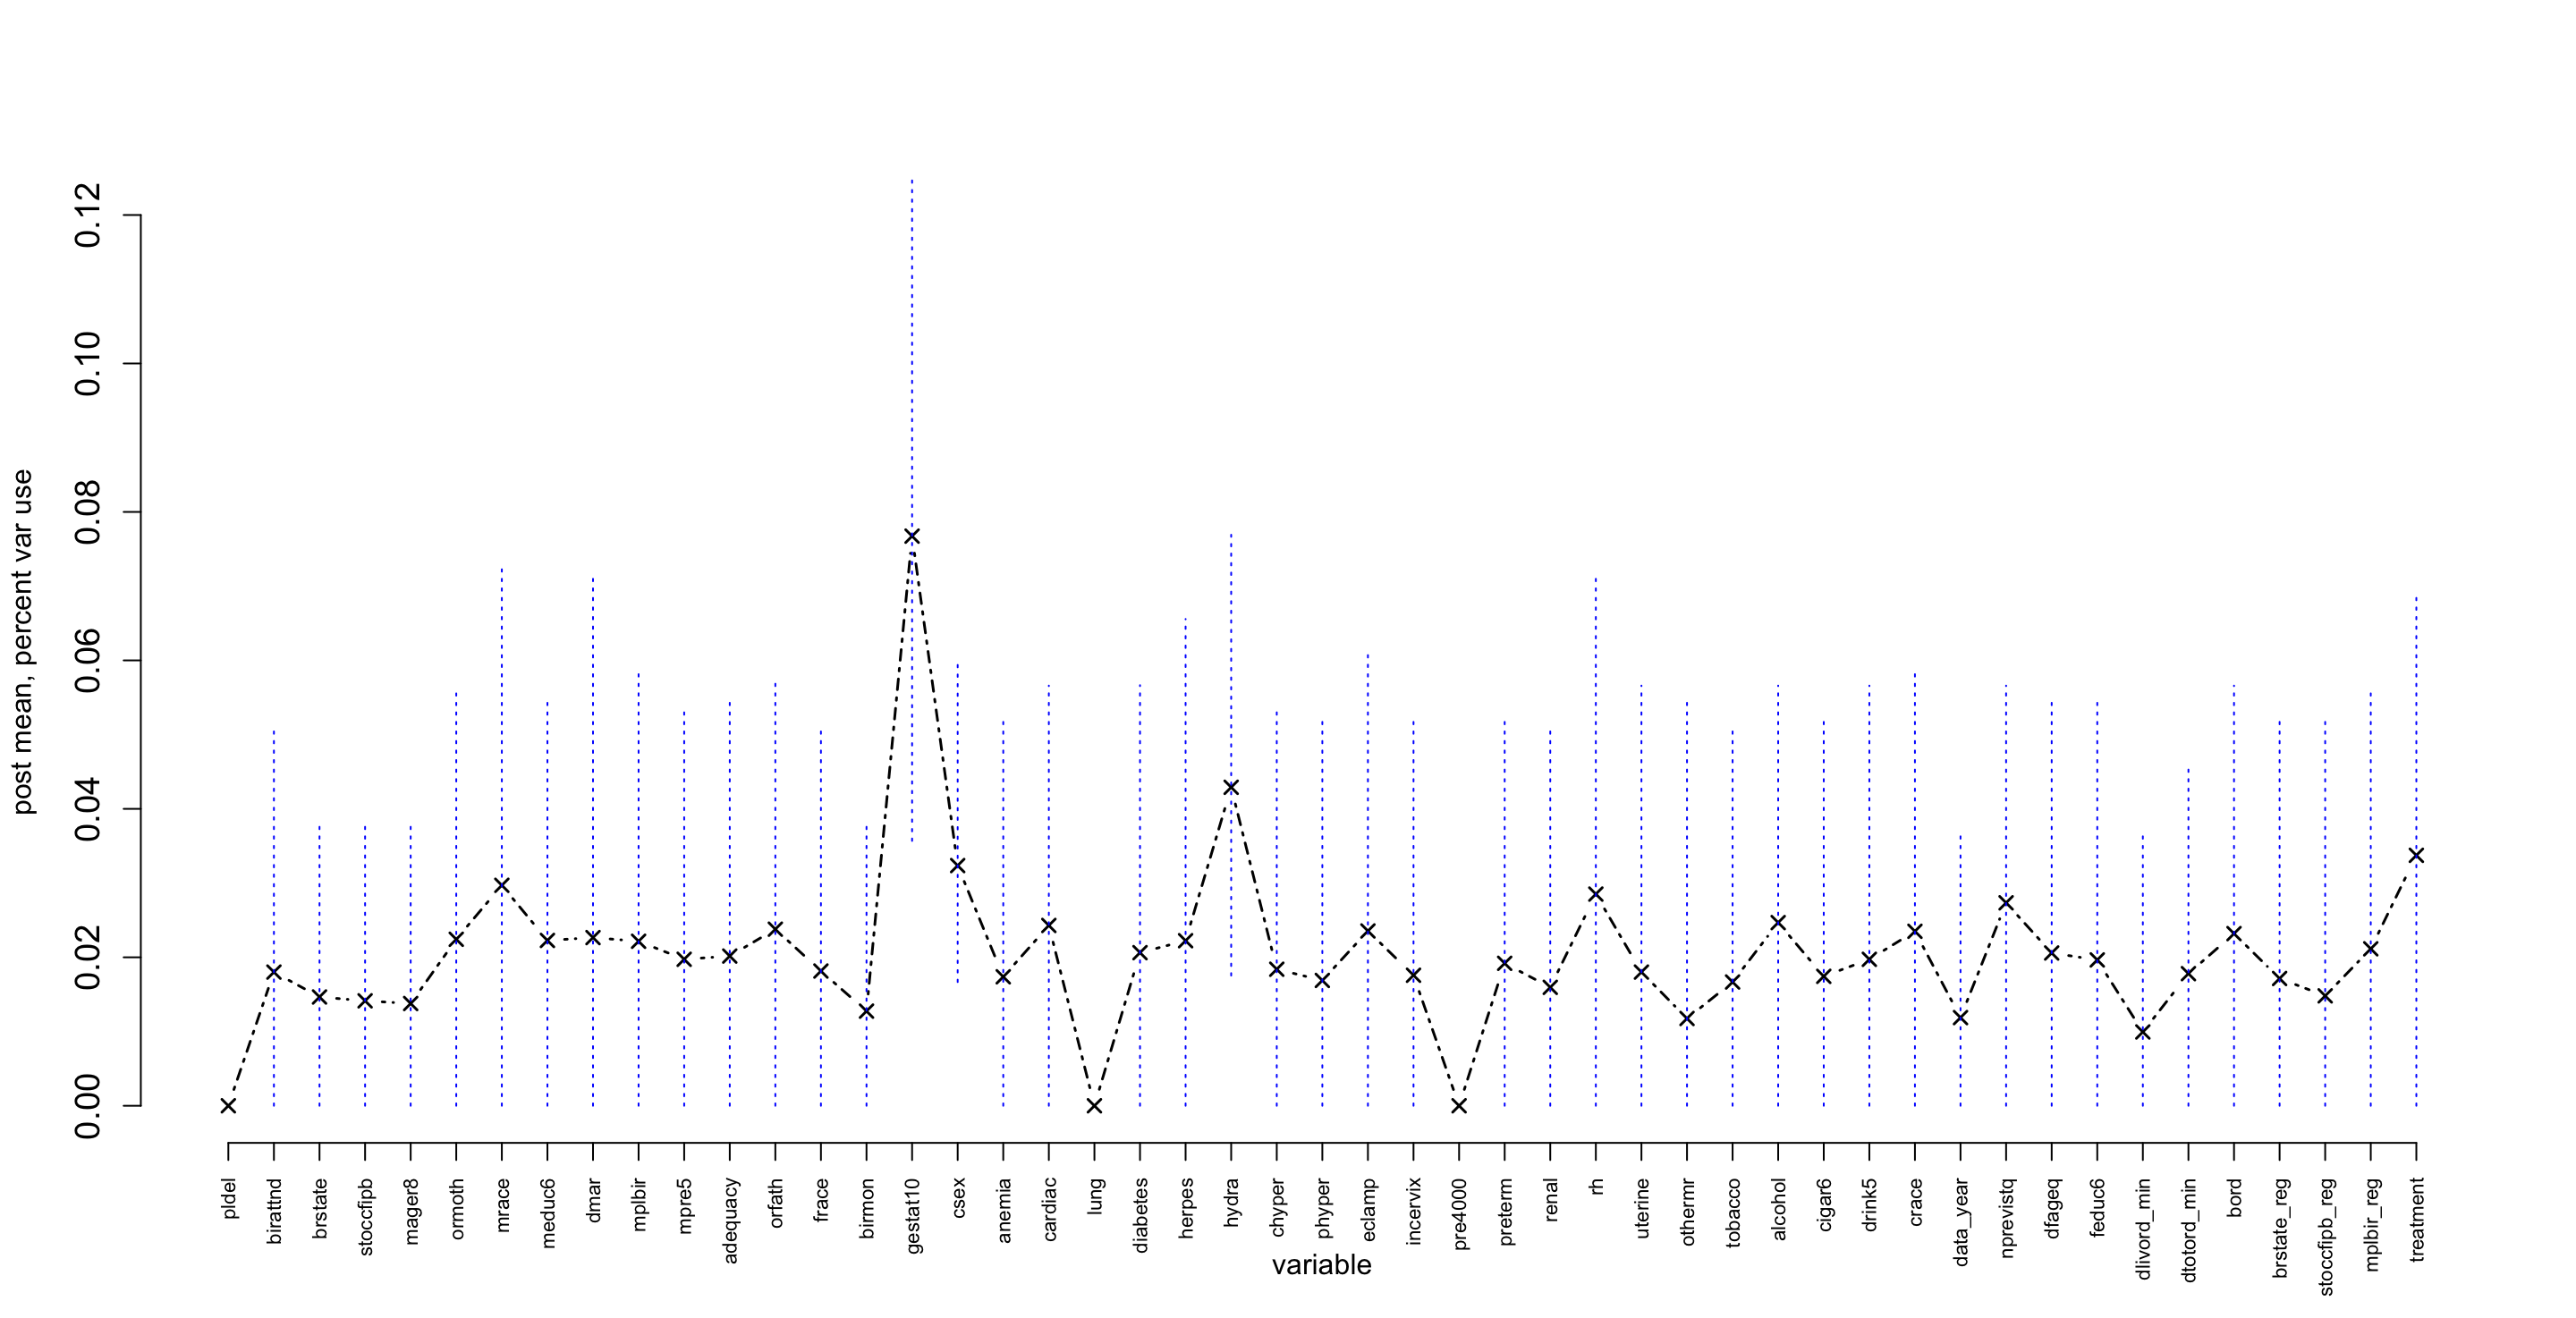 post mean, percent var use
0.12
0.10
0.08
0.06
0.04
0.02
0.00
pldel
birattnd
brstate
stoccfipb
mager8
ormoth
mrace
meduc6
dmar
mplbir
mpre5
adequacy
orfath
frace
birmon
gestat10
csex
anemia
cardiac
lung
diabetes
herpes
hydra
chyper
phyper
eclamp
incervix
pre4000
preterm
renal
rh
uterine
othermr
tobacco
alcohol
cigar6
drink5
crace
data_year
nprevistq
dfageq
feduc6
dlivord_min
dtotord_min
bord
brstate_reg
stoccfipb_reg
mplbir_reg
treatment
variable